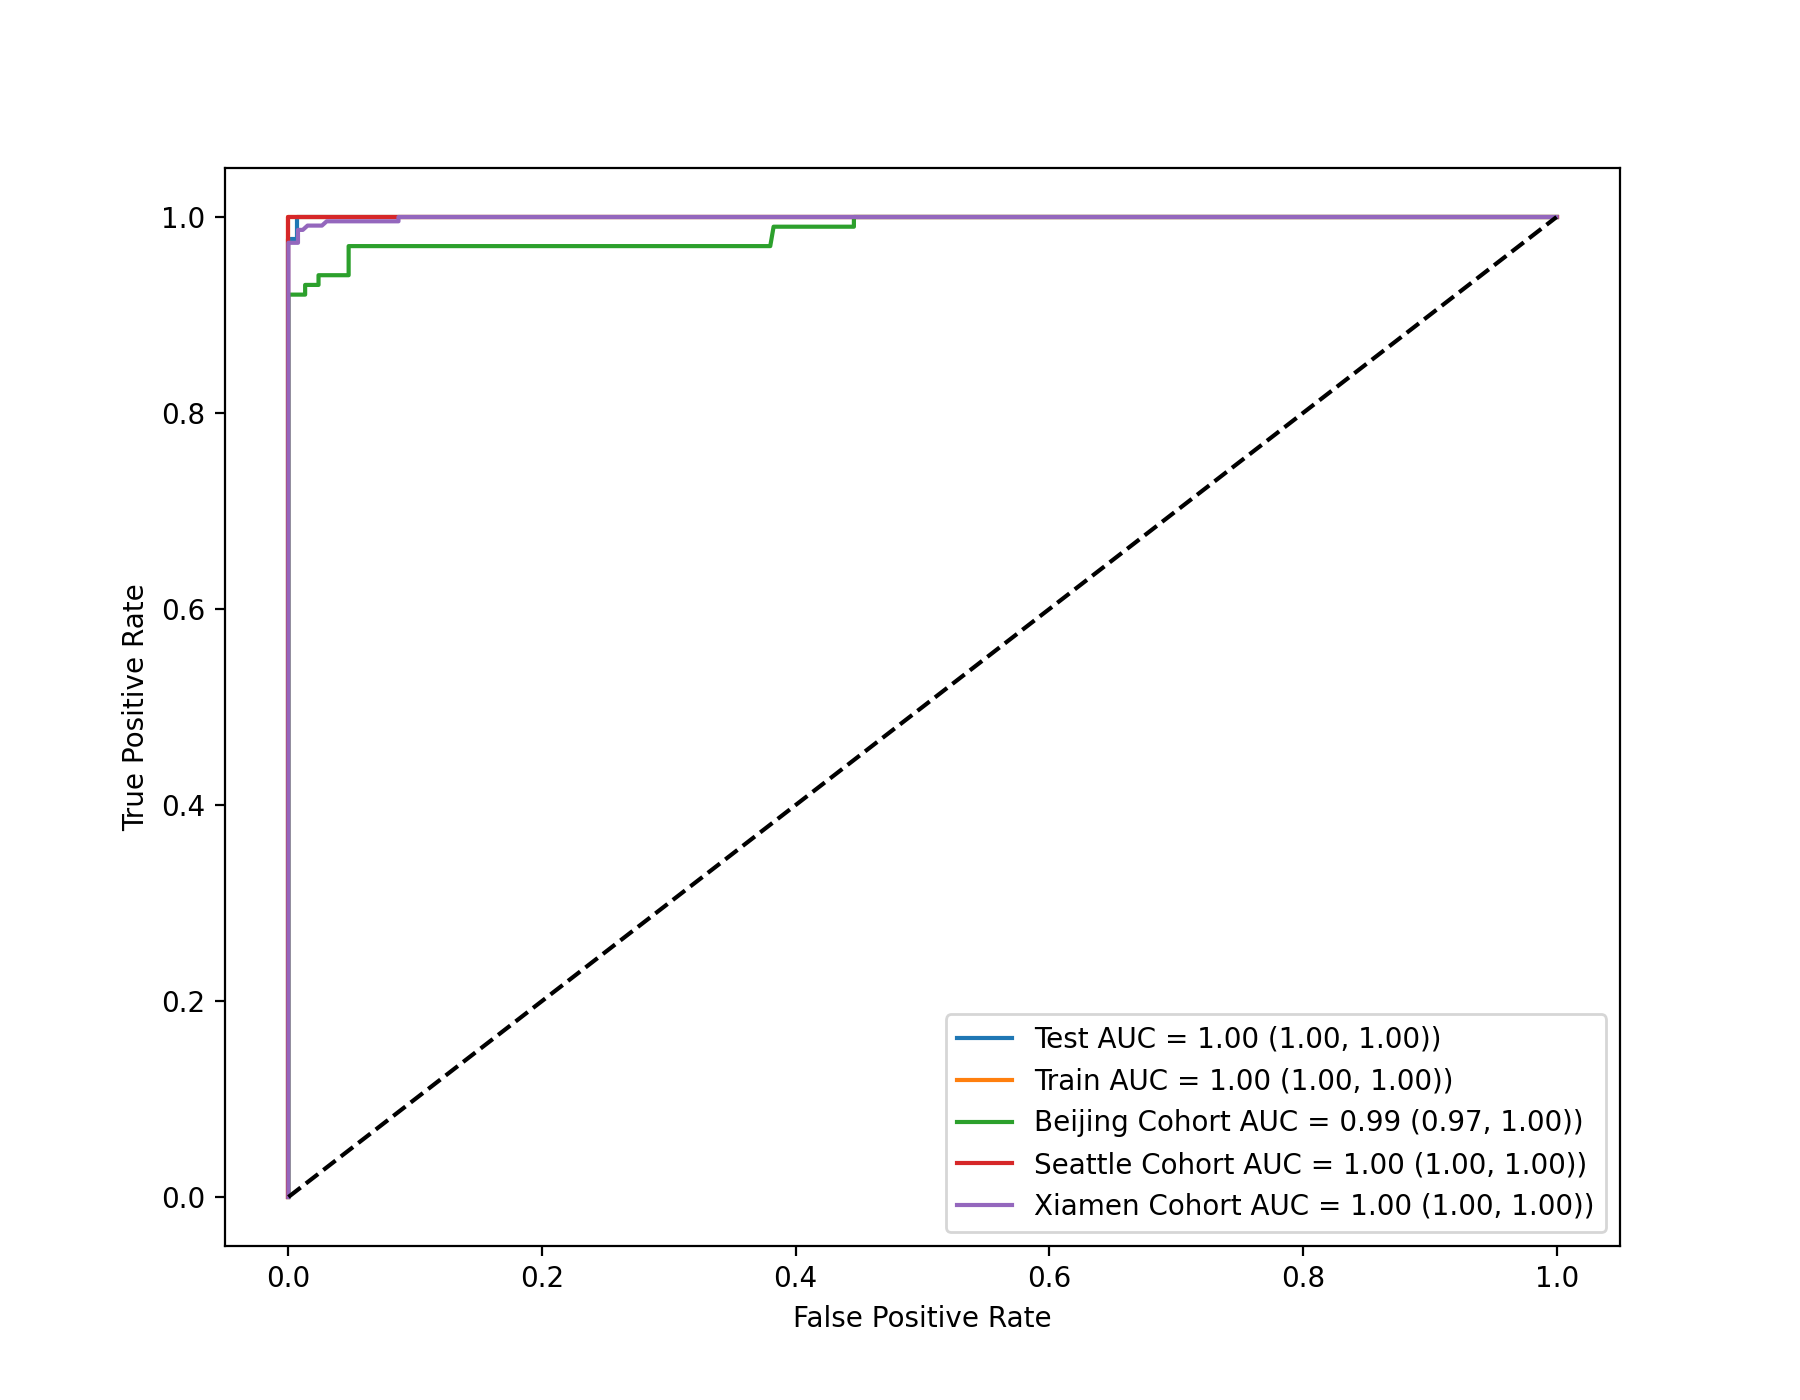 1.0
0.8
0.6
0.4
0.2
0.0
True Positive Rate
0.0 0.2 0.4 0.6 0.8 1.0
False Positive Rate
Test AUC = 1.00 (1.00, 1.00))
Train AUC = 1.00 (1.00, 1.00))
Beijing Cohort AUC = 0.99 (0.97, 1.00))
Seattle Cohort AUC = 1.00 (1.00, 1.00))
Xiamen Cohort AUC = 1.00 (1.00, 1.00))